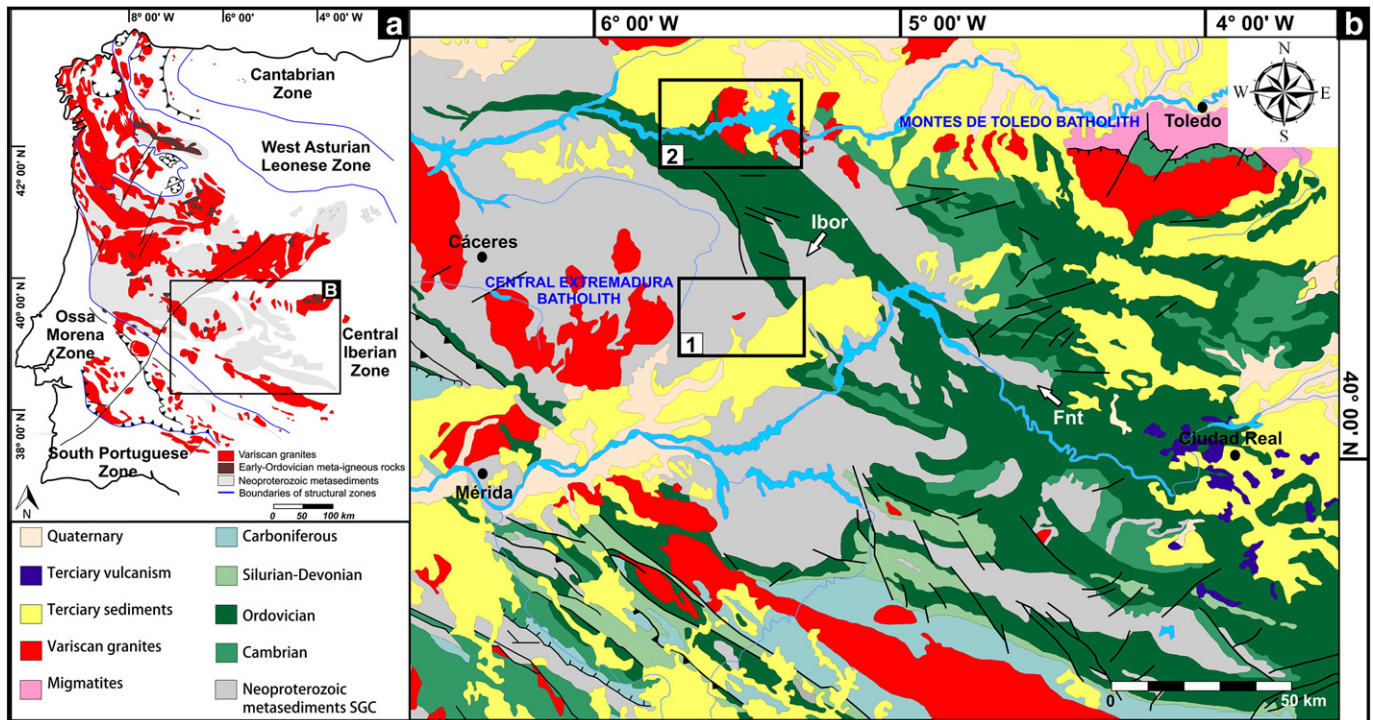 8° 00' W
6° 00'
4° 00' W
a
Cantabrian
Zone
West Asturian
Leonese Zone
42° 00' N
40° 00' N
38° 00' N
B
Ossa
Morena
Zone
Central
Iberian
Zone
South Portuguese
Zone
N
Variscan granites
Early-Ordovician meta-igneous rocks
Neoproterozoic metasediments
Boundaries of structural zones
0 50 100 km
Quaternary
Terciary vulcanism
Terciary sediments
Variscan granites
Migmatites
Carboniferous
Silurian-Devonian
Ordovician
Cambrian
Neoproterozoic
metasediments SGC
6° 00' W
5° 00' W
4° 00' W
b
N
W
E
S
MONTES DE TOLEDO BATHOLITH
Toledo
2
Ibor
Cáceres
CENTRAL EXTREMADURA
BATHOLITH
1
Fnt
40° 00' N
Ciudad Real
Mérida
0
50 km